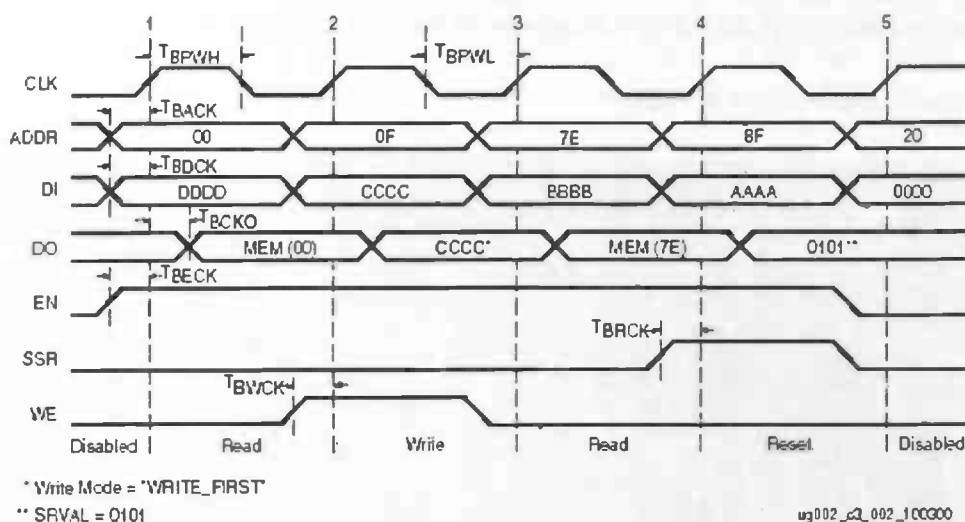 1 2 3 4 5
TBPWH TBPWL
CLK
TBACK
ADDR 00 0F 7E 8F 20
TBDCK
DI DDDD CCCC BBBB AAAA 0000
TBCKO
DO MEM (00) CCCC* MEM (7E) 0101**
TBECK
EN
TBRCK
SSR
TBWCK
WE
Disabled Read Write Read Reset Disabled
* Write Mode = "WRITE_FIRST"
** SRVAL = 0101
ug002_c3_002_100300